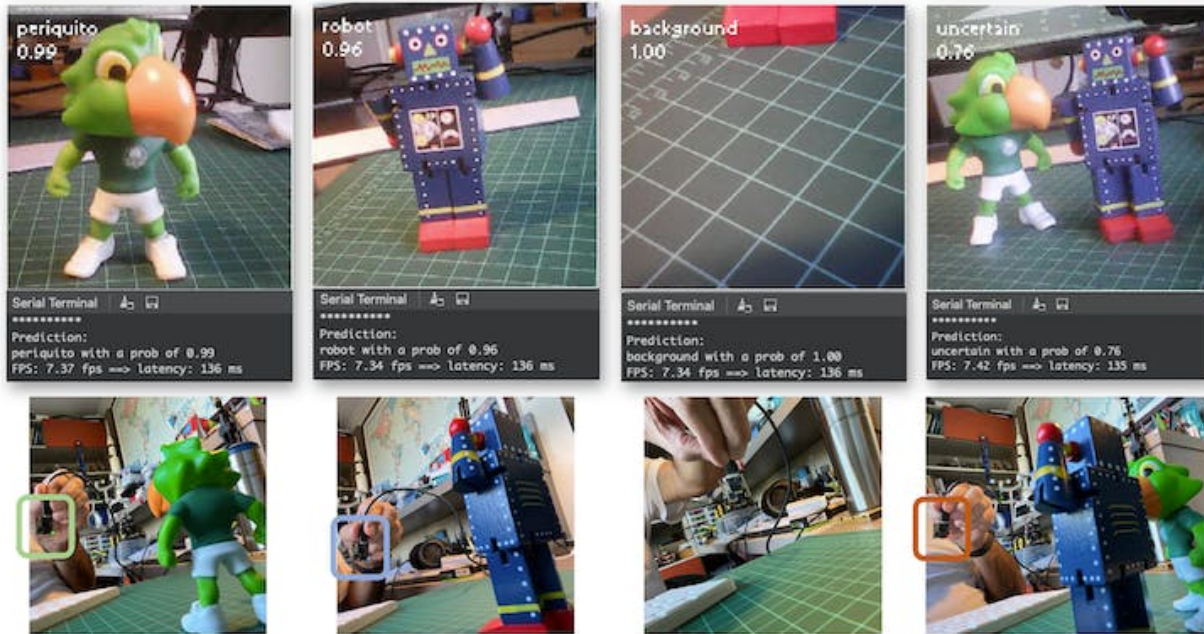 periquito
0.99
Serial Terminal
**********
Prediction:
periquito with a prob of 0.99
FPS: 7.37 fps ==> latency: 136 ms
robot
0.96
Serial Terminal
**********
Prediction:
robot with a prob of 0.96
FPS: 7.34 fps ==> latency: 136 ms
background
1.00
Serial Terminal
**********
Prediction:
background with a prob of 1.00
FPS: 7.34 fps ==> latency: 136 ms
uncertain
0.76
Serial Terminal
**********
Prediction:
uncertain with a prob of 0.76
FPS: 7.42 fps ==> latency: 135 ms